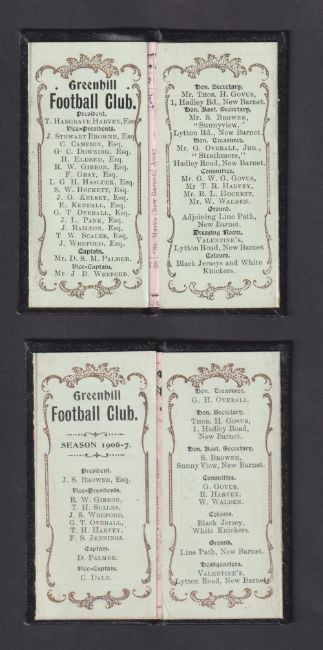 Greenhill
Football Club.
President.
T. Hargrave Harvey, Esq
Vice-Presidents.
J. Stewart Browne, Esq
C. Campion, Esq,
G. C. Downing, Esq.
H. Eldred, Esq.
R. W. Gibbon, Esq.
F. Gray, Esq.
L. G. H. Hasluck, Esq.
S. W. Hockett, Esq.
J. G. Kelsey, Esq.
E. Kendall, Esq.
G. T. Overall, Esq.
J. L. Pank, Esq.
J. Railton, Esq.
T. W. Scales, Esq.
J. Wreford, Esq.
Captain.
Mr. D. S. M. Palmer.
Vice-Captain.
Mr. J. B. Wreford.
Hon. Secretary.
Mr. Thos. H. Govus,
1, Hadley Rd., New Barnet.
Hon. Asst. Secretary.
Mr. S. Browne,
"Sunnyview,"
Lytton Rd., New Barnet.
Hon. Treasurer.
Mr. G. Overall, Jun.,
"Strathmore,"
Hadley Road, New Barnet.
Committee.
Mr. G. W. G. Govus,
Mr. T. R. Harvey,
Mr. R. L. Hockett.
Mr. W. Walden.
Ground.
Adjoining Line Path,
New Barnet.
Dressing Room.
Valentine's,
Lytton Road, New Barnet.
Colours.
Black Jerseys and White
Knickers.
Greenhill
Football Club.
Season 1906-7.
President.
J. S. Browne, Esq
Vice-Presidents.
R. W. Gibbon,
T. H. Scales,
J. S. Wreford,
G. T. Overall,
T. H. Harvey,
F. S. Jennings.
Captain.
D. Palmer.
Vice-Captain.
C. Dale.
Hon. Treasurer.
G. H. Overall.
Hon. Secretary.
Thos. H. Govus,
1, Hadley Road,
New Barnet.
Hon. Asst. Secretary.
S. Browne,
Sunny View, New Barnet.
Committee.
G. Govus,
R. Harvey,
W. Walden.
Colours.
Black Jersey,
White Knickers.
Ground.
Line Path, New Barnet.
Headquarters.
Valentine's,
Lytton Road, New Barnet.